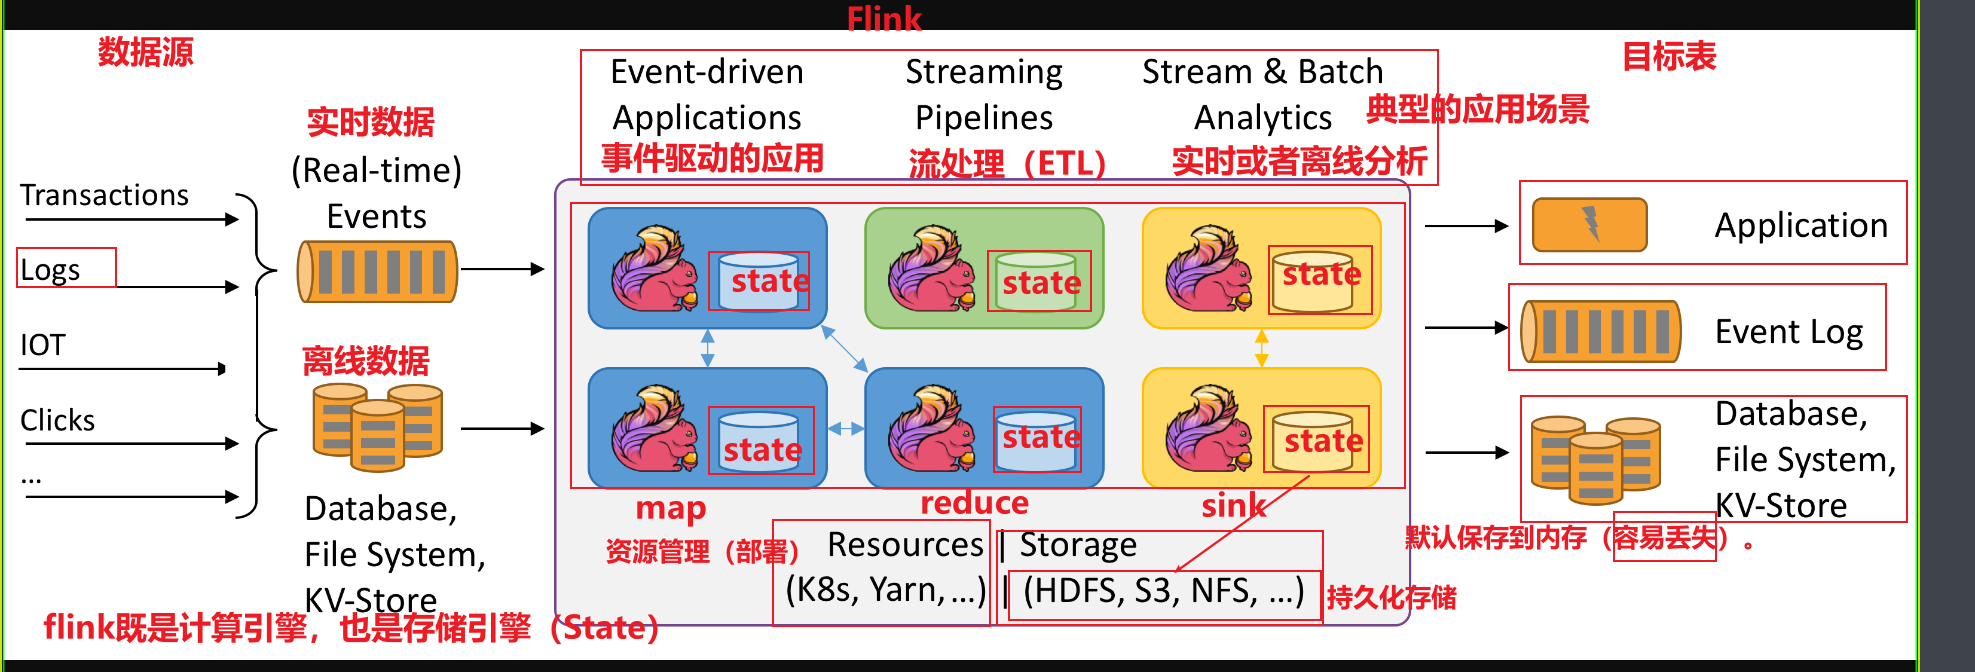 Flink
数据源
目标表
Event-driven
Applications
事件驱动的应用
Streaming
Pipelines
流处理（ETL）
Stream & Batch
Analytics
实时或者离线分析
典型的应用场景
实时数据
(Real-time)
Events
Transactions
Logs
IOT
Clicks
...
离线数据
Database,
File System,
KV-Store
state
state
state
state
state
state
map
reduce
sink
资源管理（部署）
Resources | Storage
(K8s, Yarn, ...) | (HDFS, S3, NFS, ...)
持久化存储
Application
Event Log
Database,
File System,
KV-Store
默认保存到内存（容易丢失）。
flink既是计算引擎，也是存储引擎（State）